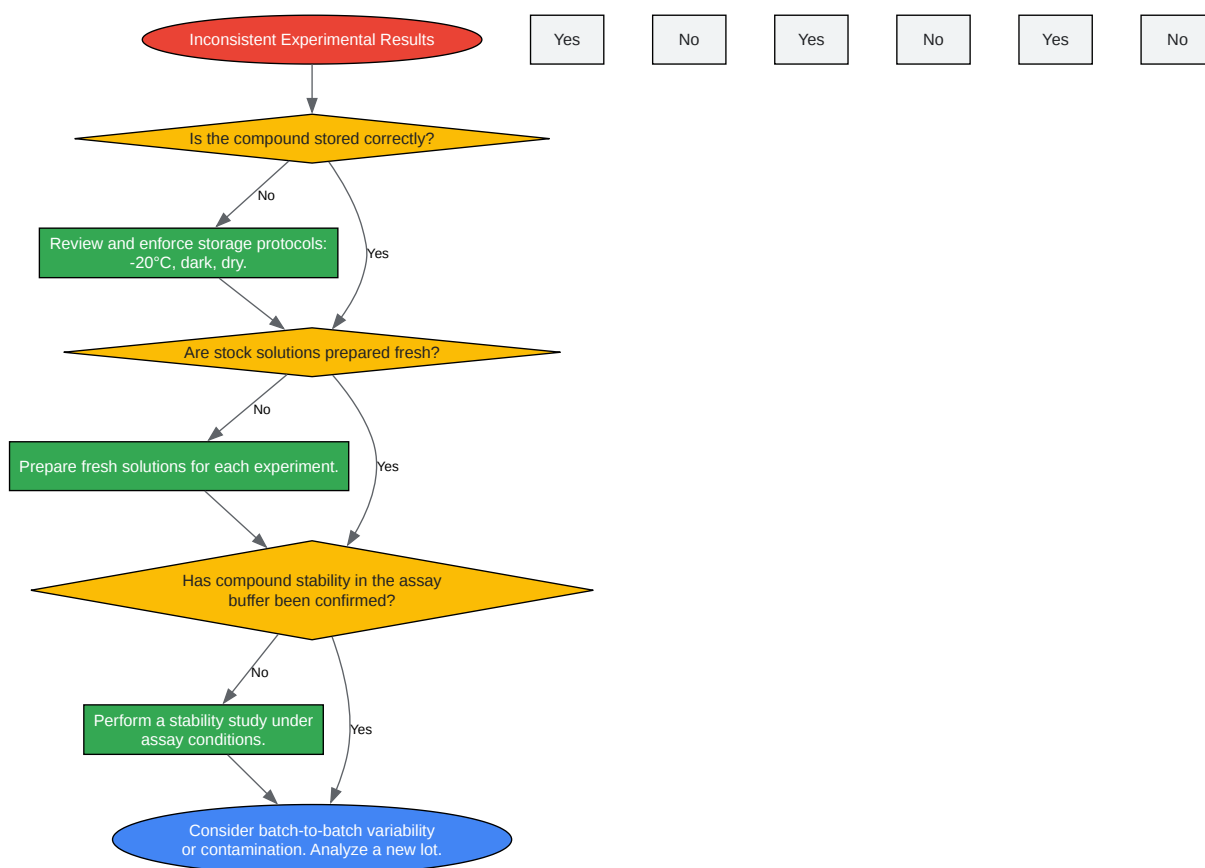 Inconsistent Experimental Results
Yes
No
Yes
No
Yes
No
Is the compound stored correctly?
No
Review and enforce storage protocols:
-20°C, dark, dry.
Yes
Are stock solutions prepared fresh?
No
Prepare fresh solutions for each experiment.
Yes
Has compound stability in the assay
buffer been confirmed?
No
Perform a stability study under
assay conditions.
Yes
Consider batch-to-batch variability
or contamination. Analyze a new lot.